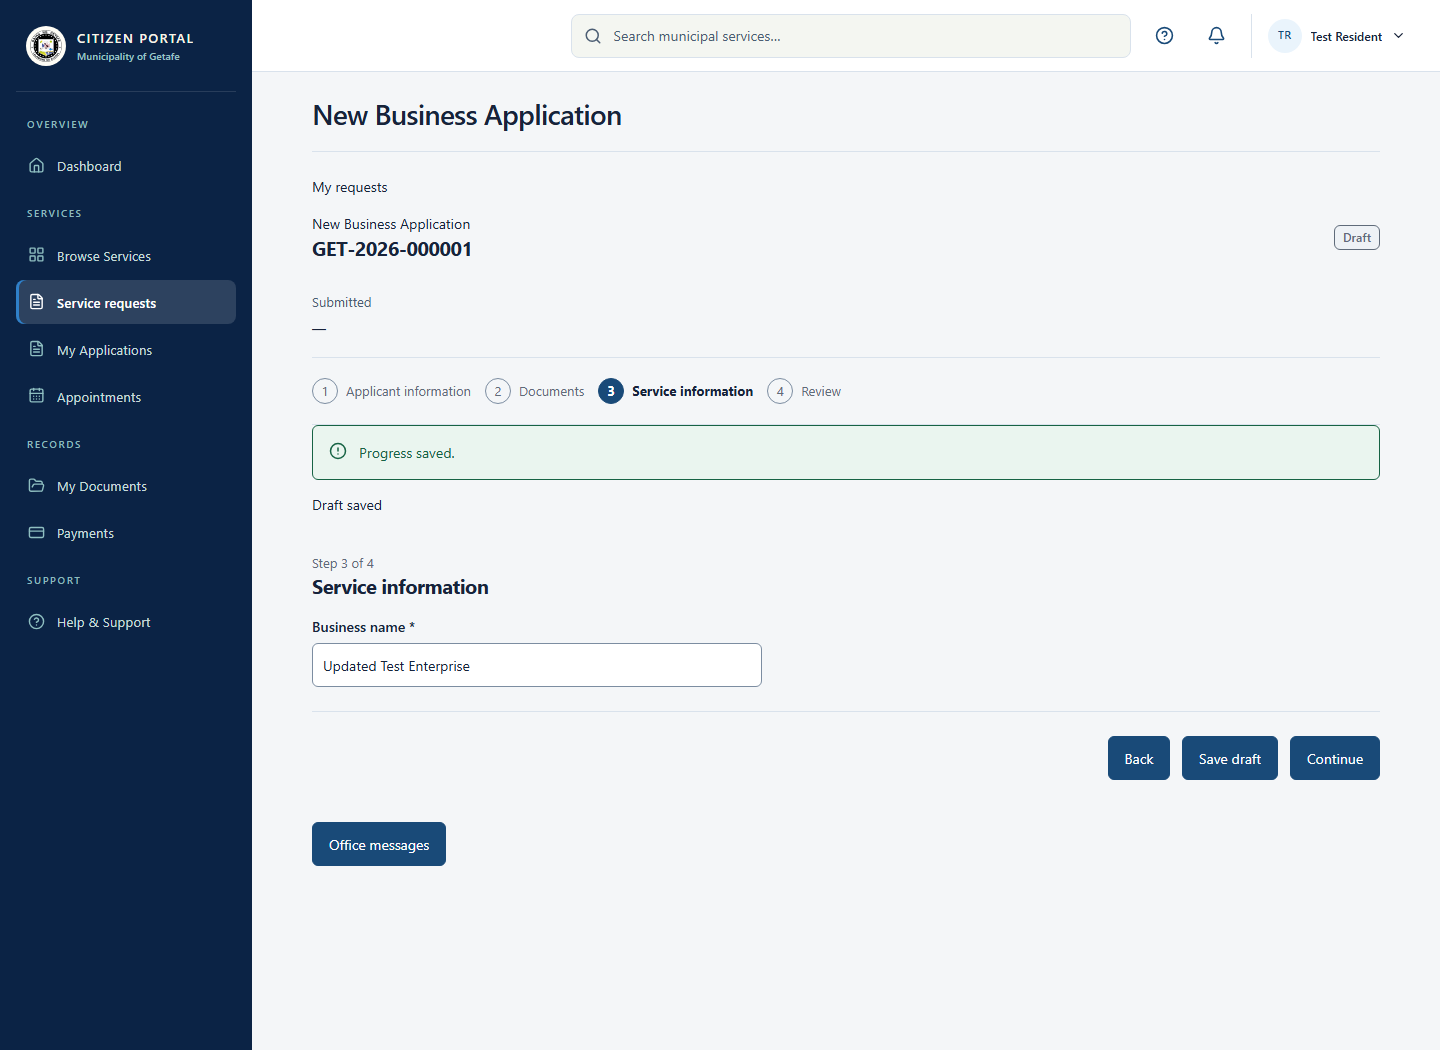 CITIZEN PORTAL
Municipality of Getafe
Search municipal services...
TR
Test Resident
OVERVIEW
Dashboard
SERVICES
Browse Services
Service requests
My Applications
Appointments
RECORDS
My Documents
Payments
SUPPORT
Help & Support
New Business Application
My requests
New Business Application
GET-2026-000001
Draft
Submitted
—
1 Applicant information 2 Documents 3 Service information 4 Review
Progress saved.
Draft saved
Step 3 of 4
Service information
Business name *
Updated Test Enterprise
Back Save draft Continue
Office messages